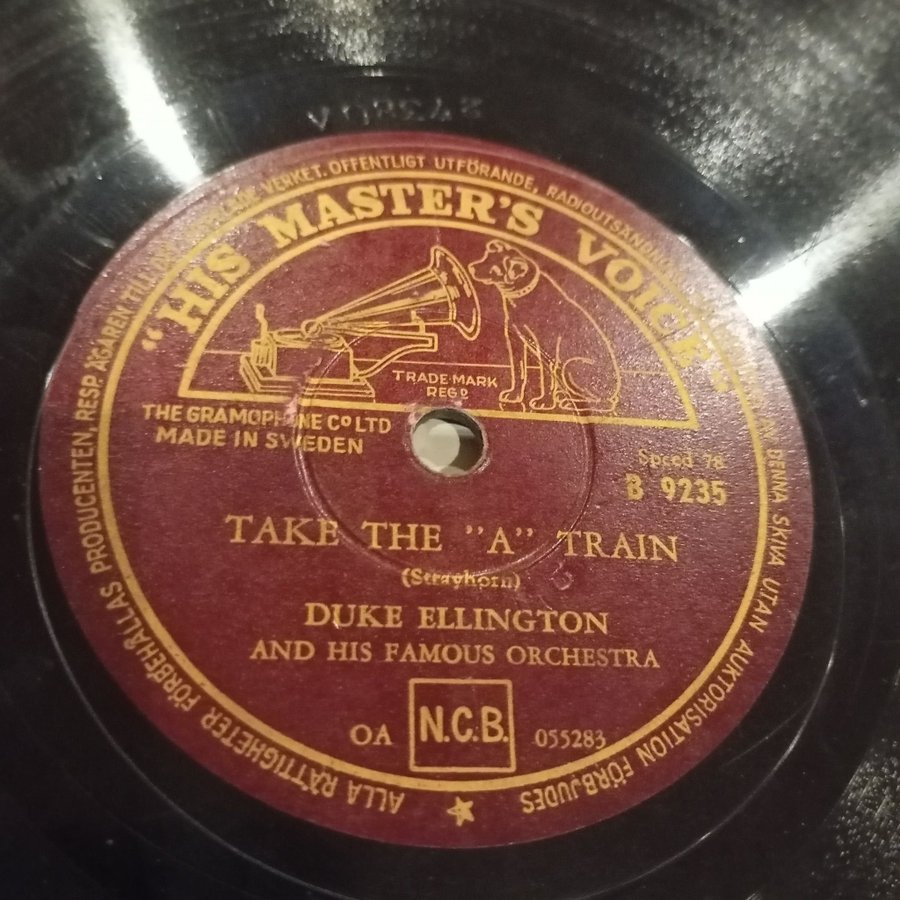 ALLA RÄTTIGHETER FÖRBEHÅLLAS PRODUCENTEN, RESP. ÄGAREN VERKET. OFFENTLIGT UTFÖRANDE, DENNA SKIVA UTAN AUKTORISATION FÖRBJUDES
"HIS MASTER'S VOICE"
TRADE-MARK
REGD
THE GRAMOPHONE CO LTD
MADE IN SWEDEN
Speed 78
B 9235
TAKE THE "A" TRAIN
(Strayhorn)
DUKE ELLINGTON
AND HIS FAMOUS ORCHESTRA
OA N.C.B. 055283